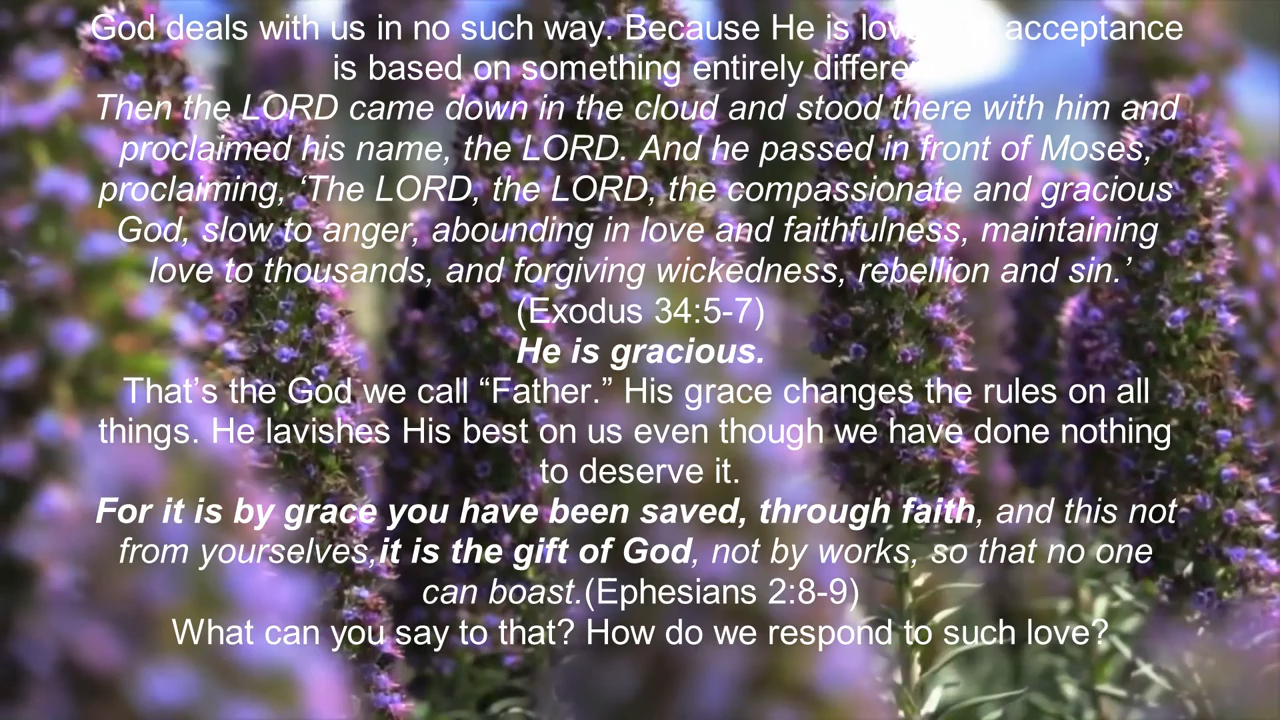 God deals with us in no such way. Because He is acceptance
is based on something entirely
Then the LORD came down in the cloud and stood there with him and
proclaimed his name, the LORD. And he passed in front of Moses,
proclaiming, ‘The LORD, the LORD, the compassionate and gracious
God, slow to anger, abounding in love and faithfulness, maintaining
love to thousands, and forgiving wickedness, rebellion and sin.’
(Exodus 34:5-7)
He is gracious.
That’s the God we call “Father.” His grace changes the rules on all
things. He lavishes His best on us even though we have done nothing
to deserve it.
For it is by grace you have been saved, through faith, and this not
from yourselves,it is the gift of God, not by works, so that no one
can boast.(Ephesians 2:8-9)
What can you say to that? How do we respond to such love?